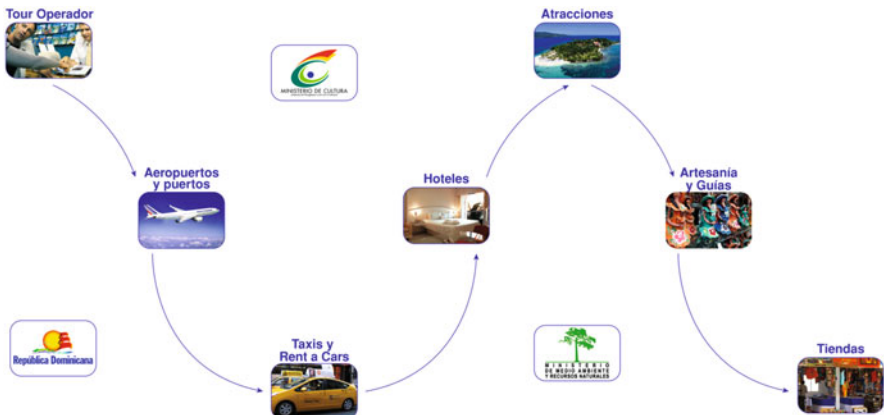 Tour Operador
Atracciones
MINISTERIO DE CULTURA
Aeropuertos
y puertos
Hoteles
Artesanía
y Guías
República Dominicana
Taxis y
Rent a Cars
MINISTERIO
DE MEDIO AMBIENTE
Y RECURSOS NATURALES
Tiendas